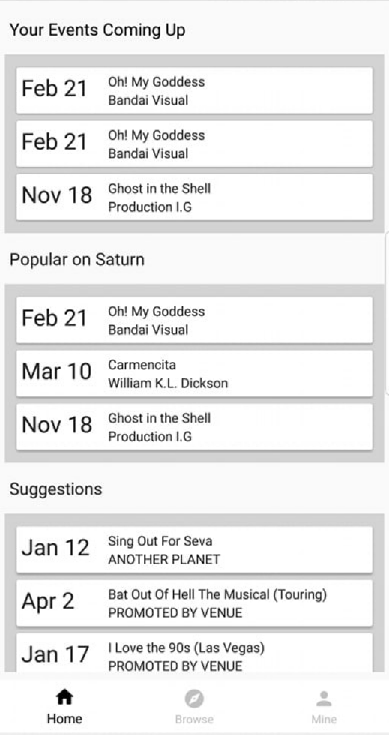 Your Events Coming Up
Feb 21
Oh! My Goddess
Bandai Visual
Feb 21
Oh! My Goddess
Bandai Visual
Nov 18
Ghost in the Shell
Production I.G
Popular on Saturn
Feb 21
Oh! My Goddess
Bandai Visual
Mar 10
Carmencita
William K.L. Dickson
Nov 18
Ghost in the Shell
Production I.G
Suggestions
Jan 12
Sing Out For Seva
ANOTHER PLANET
Apr 2
Bat Out Of Hell The Musical (Touring)
PROMOTED BY VENUE
Jan 17
I Love the 90s (Las Vegas)
PROMOTED BY VENUE
Home
Browse
Mine